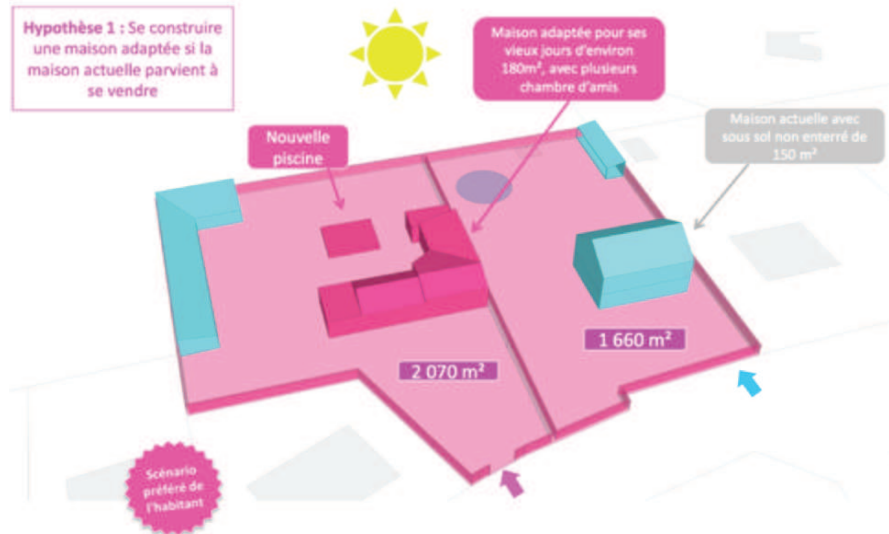 Hypothèse 1 : Se construire
une maison adaptée si la
maison actuelle parvient à
se vendre
Maison adaptée pour ses
vieux jours d'environ
180m², avec plusieurs
chambre d'amis
Nouvelle
piscine
Maison actuelle avec
sous sol non enterré de
150 m²
1 660 m²
2 070 m²
Scénario
préféré de
l'habitant